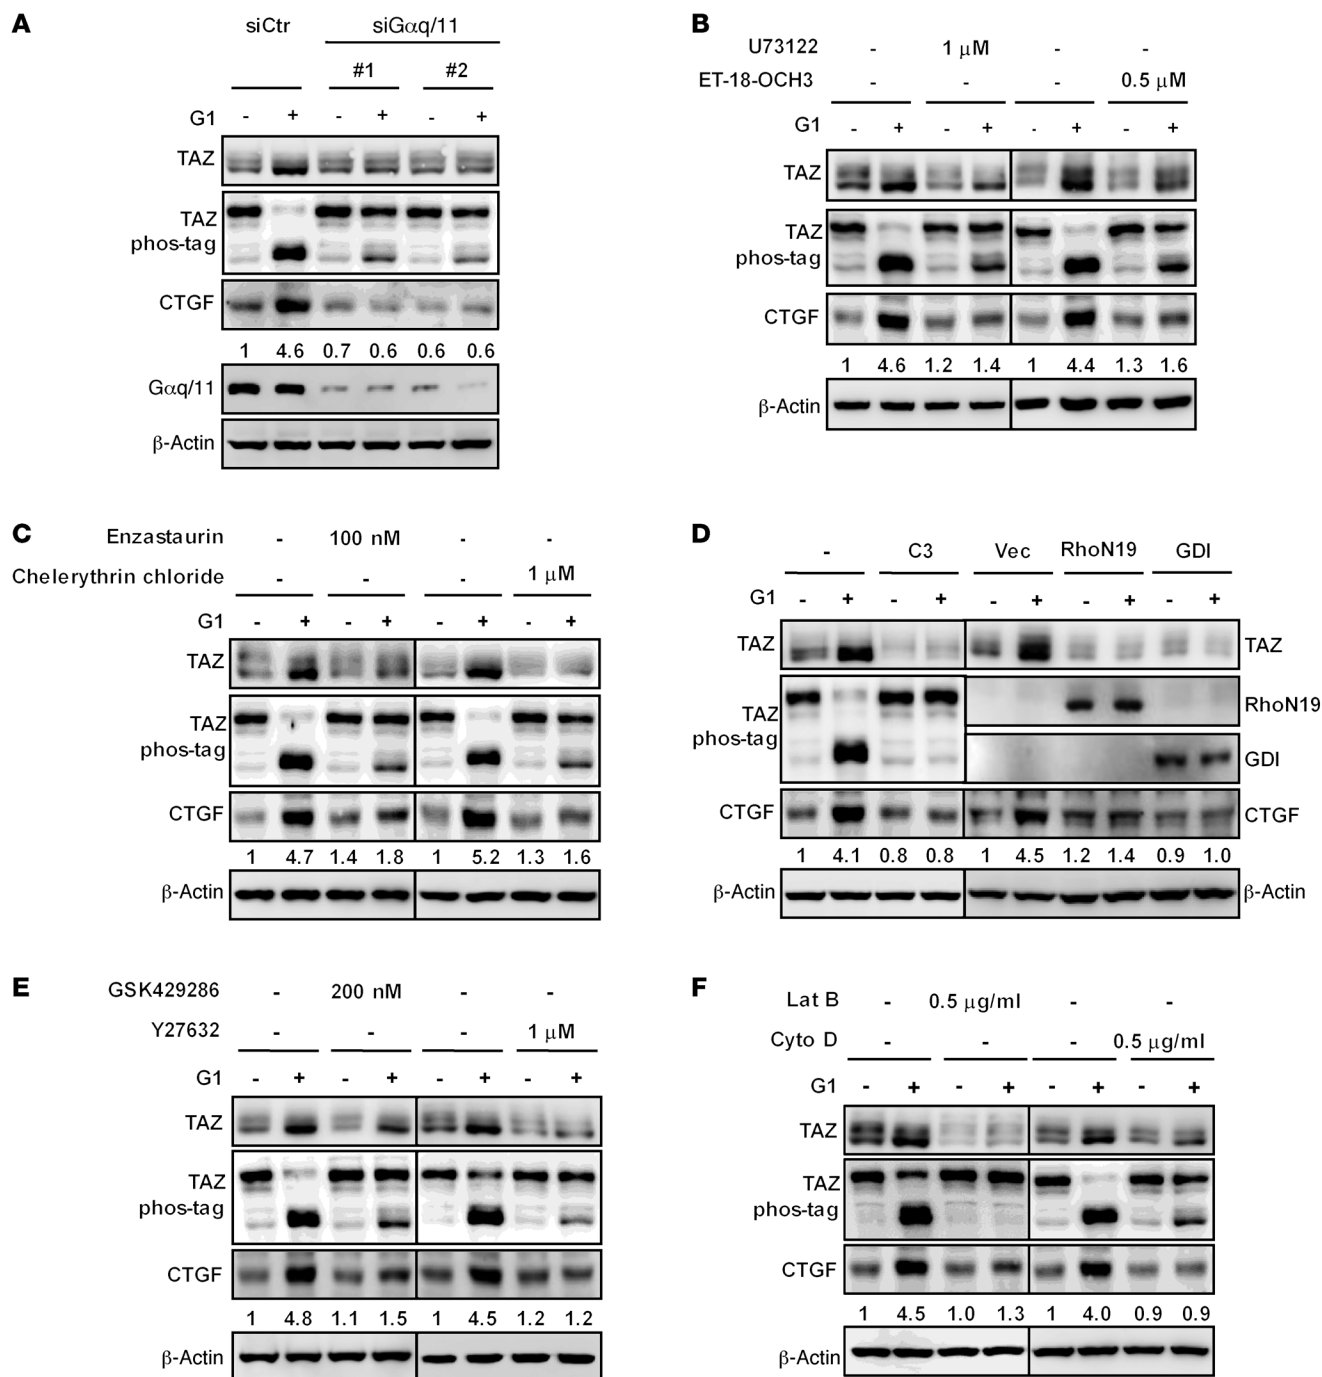 A
siCtr siGαq/11
#1 #2
G1 - + - + - +
TAZ
TAZ
phos-tag
CTGF
1 4.6 0.7 0.6 0.6 0.6
Gαq/11
β-Actin
B
U73122 - 1 μM - -
ET-18-OCH3 - - - 0.5 μM
G1 - + - + - + - +
TAZ
TAZ
phos-tag
CTGF
1 4.6 1.2 1.4 1 4.4 1.3 1.6
β-Actin
C
Enzastaurin - 100 nM - -
Chelerythrin chloride - - - 1 μM
G1 - + - + - + - +
TAZ
TAZ
phos-tag
CTGF
1 4.7 1.4 1.8 1 5.2 1.3 1.6
β-Actin
D
- C3 Vec RhoN19 GDI
G1 - + - + - + - + - +
TAZ TAZ
TAZ
phos-tag
RhoN19
GDI
CTGF CTGF
1 4.1 0.8 0.8 1 4.5 1.2 1.4 0.9 1.0
β-Actin β-Actin
E
GSK429286 - 200 nM - -
Y27632 - - - 1 μM
G1 - + - + - + - +
TAZ
TAZ
phos-tag
CTGF
1 4.8 1.1 1.5 1 4.5 1.2 1.2
β-Actin
F
Lat B - 0.5 μg/ml - -
Cyto D - - - 0.5 μg/ml
G1 - + - + - + - +
TAZ
TAZ
phos-tag
CTGF
1 4.5 1.0 1.3 1 4.0 0.9 0.9
β-Actin